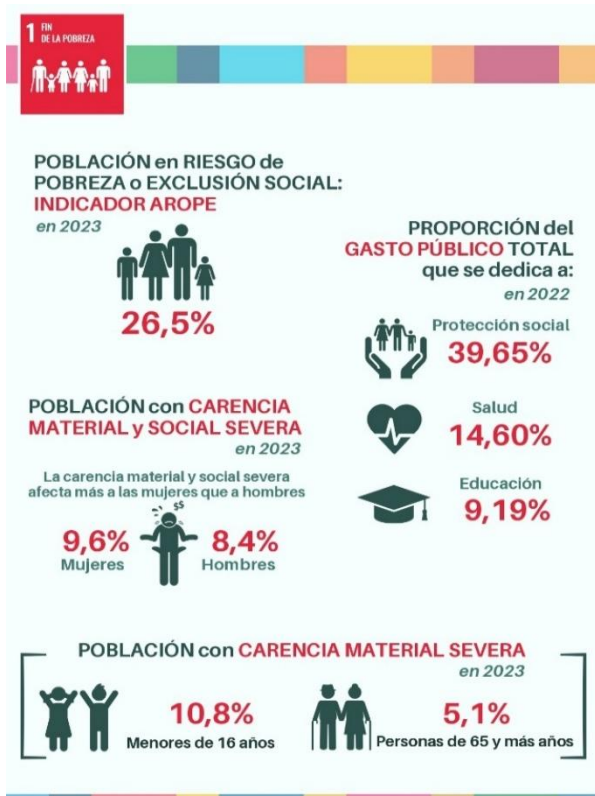 1 FIN
DE LA POBREZA
POBLACIÓN en RIESGO de
POBREZA o EXCLUSIÓN SOCIAL:
INDICADOR AROPE
en 2023
26,5%
PROPORCIÓN del
GASTO PÚBLICO TOTAL
que se dedica a:
en 2022
Protección social
39,65%
Salud
14,60%
Educación
9,19%
POBLACIÓN con CARENCIA
MATERIAL y SOCIAL SEVERA
en 2023
La carencia material y social severa
afecta más a las mujeres que a hombres
$$
9,6%
Mujeres
8,4%
Hombres
POBLACIÓN con CARENCIA MATERIAL SEVERA
en 2023
10,8%
Menores de 16 años
5,1%
Personas de 65 y más años